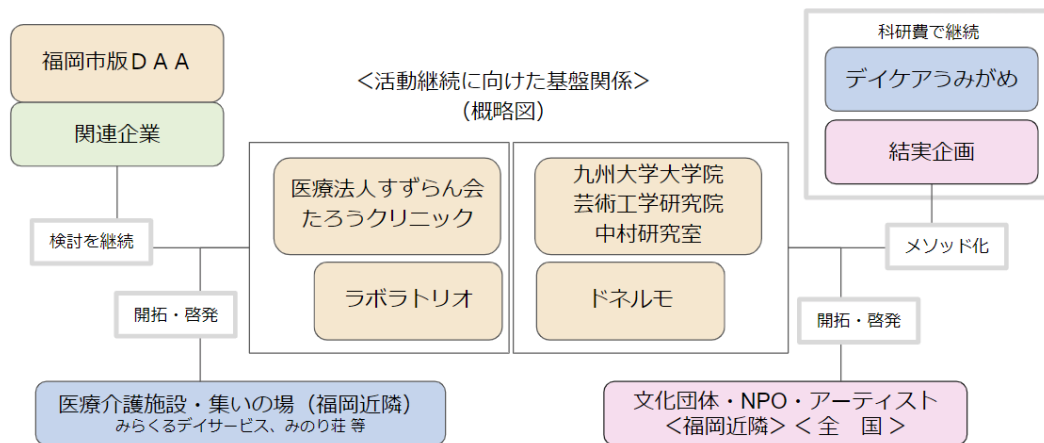 福岡市版ＤＡＡ
関連企業
検討を継続
開拓・啓発
＜活動継続に向けた基盤関係＞
（概略図）
医療法人すずらん会
たろうクリニック
ラボラトリオ
九州大学大学院
芸術工学研究院
中村研究室
ドネルモ
科研費で継続
デイケアうみがめ
結実企画
メソッド化
開拓・啓発
医療介護施設・集いの場（福岡近隣）
みらくるデイサービス、みのり荘 等
文化団体・NPO・アーティスト
＜福岡近隣＞＜ 全　国 ＞